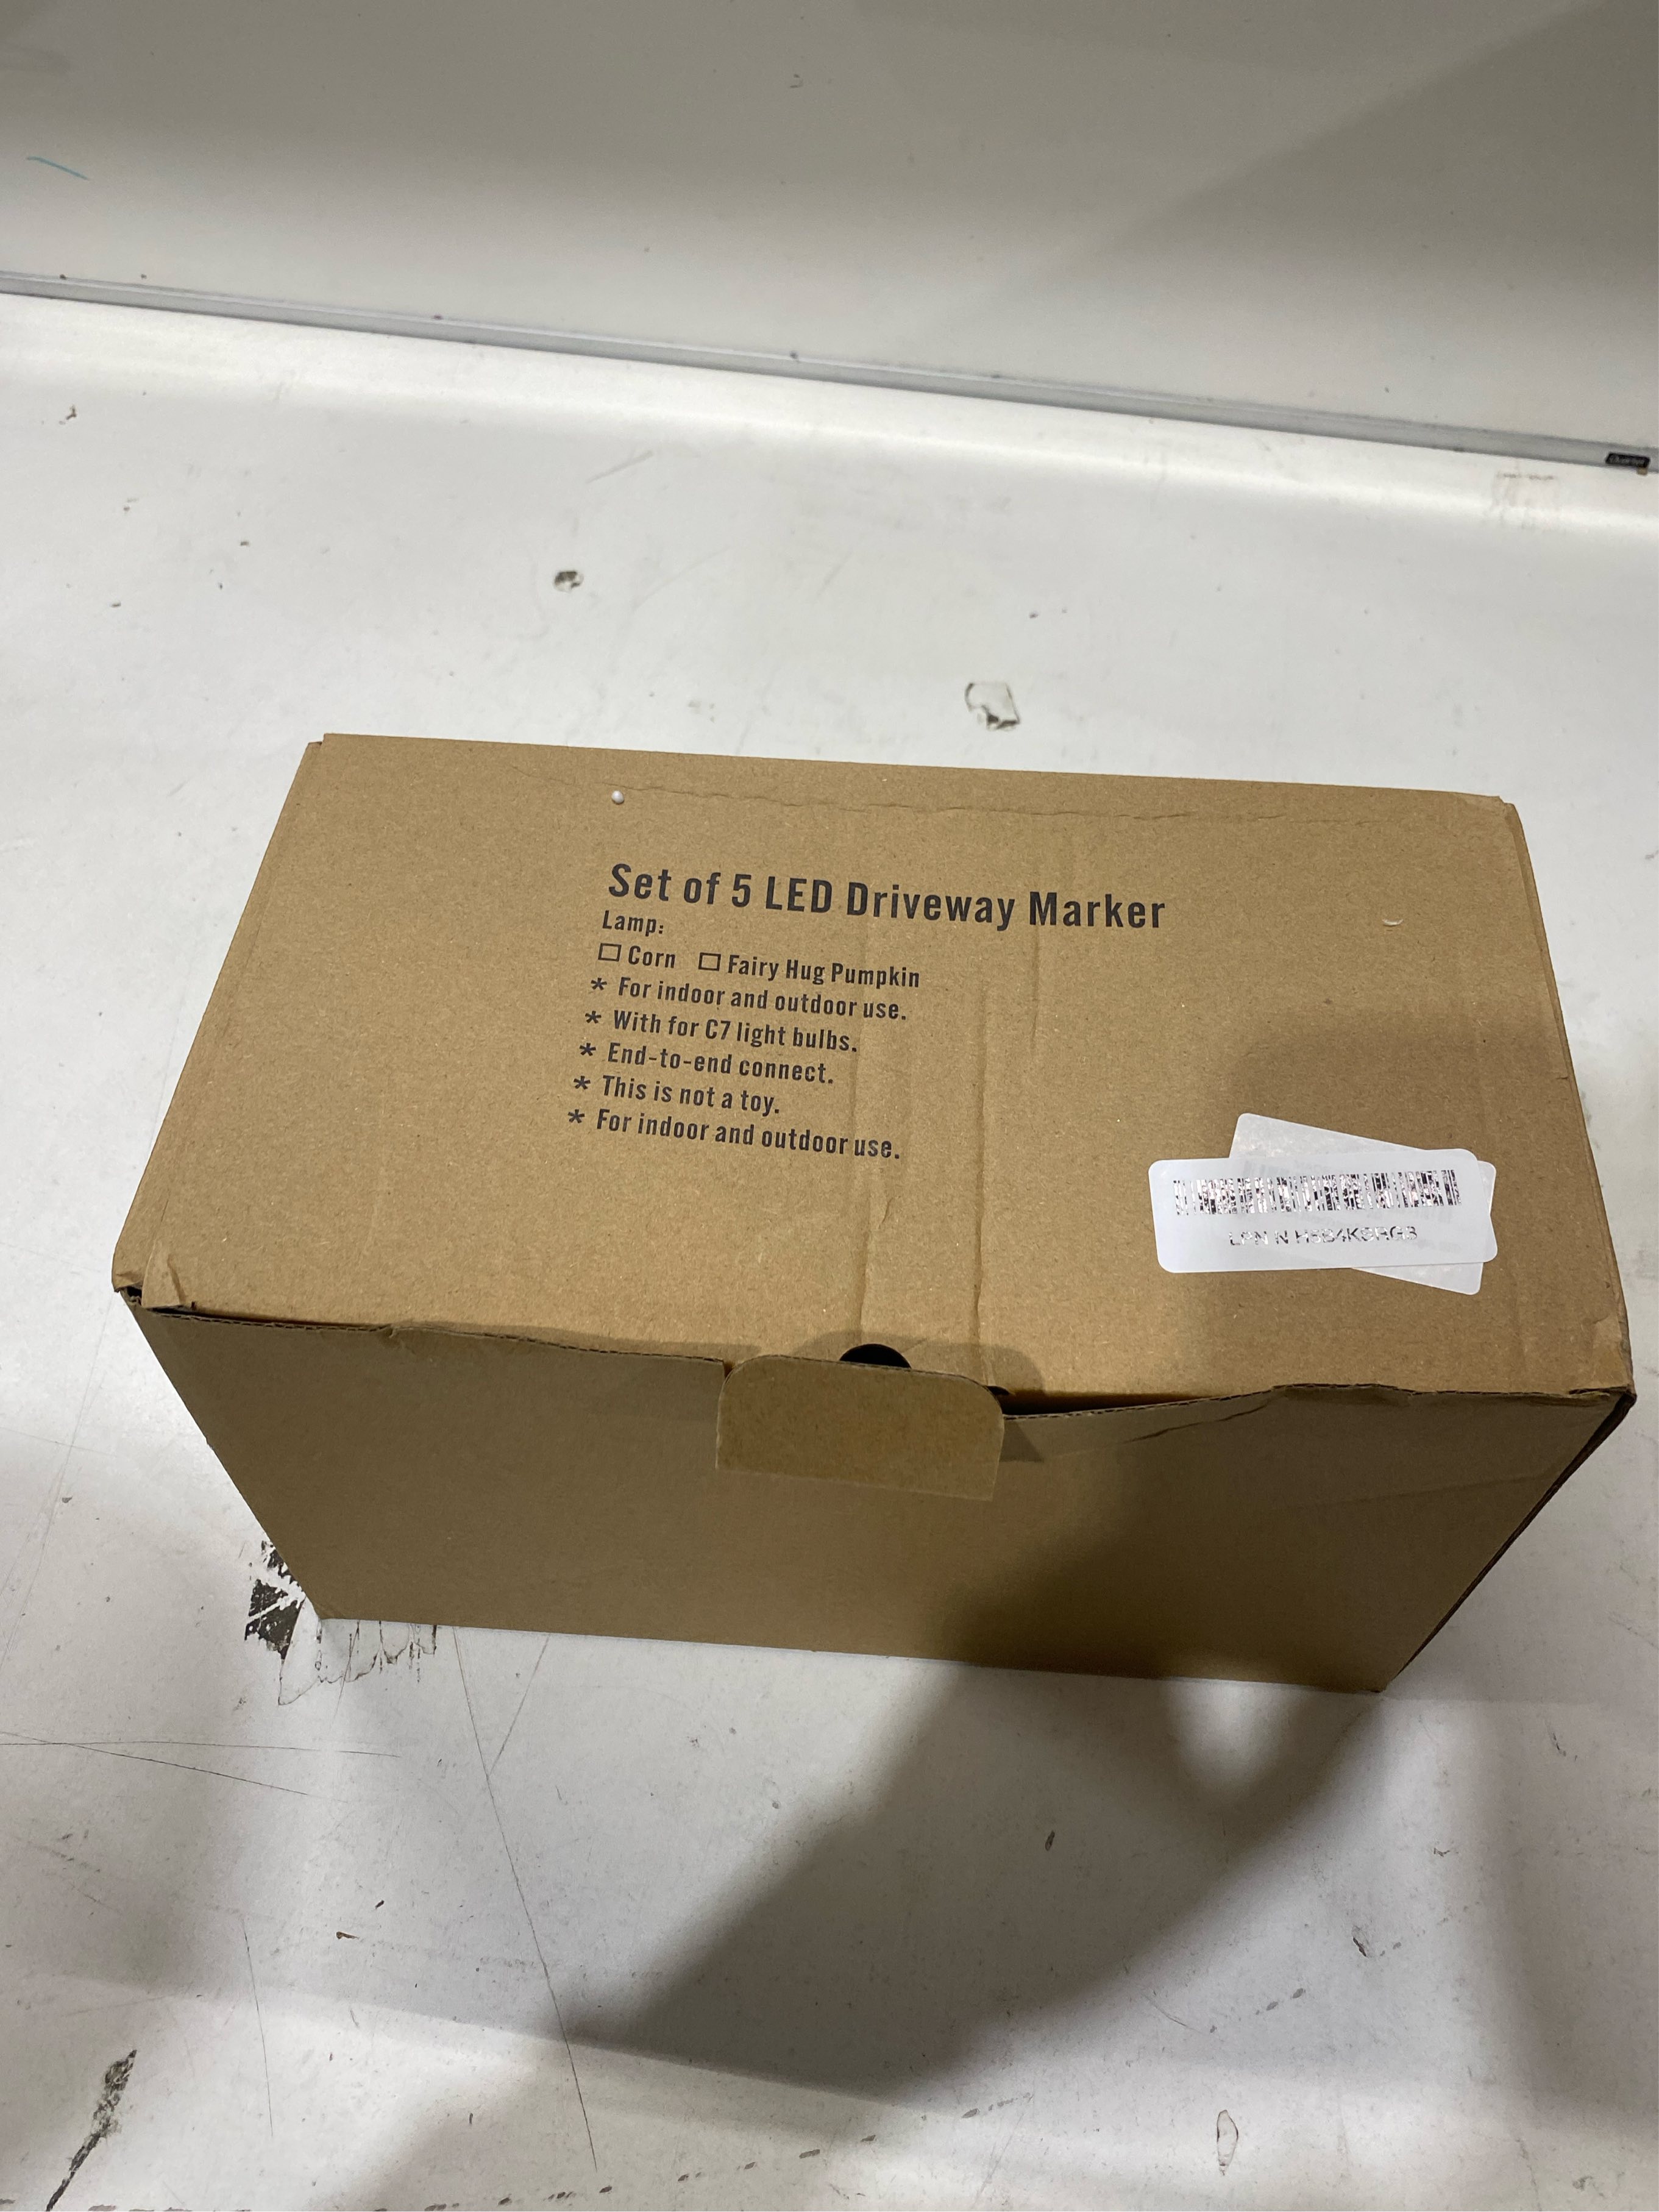 Set of 5 LED Driveway Marker
Lamp:
☐ Corn ☐ Fairy Hug Pumpkin
* For indoor and outdoor use.
* With for C7 light bulbs.
* End-to-end connect.
* This is not a toy.
* For indoor and outdoor use.